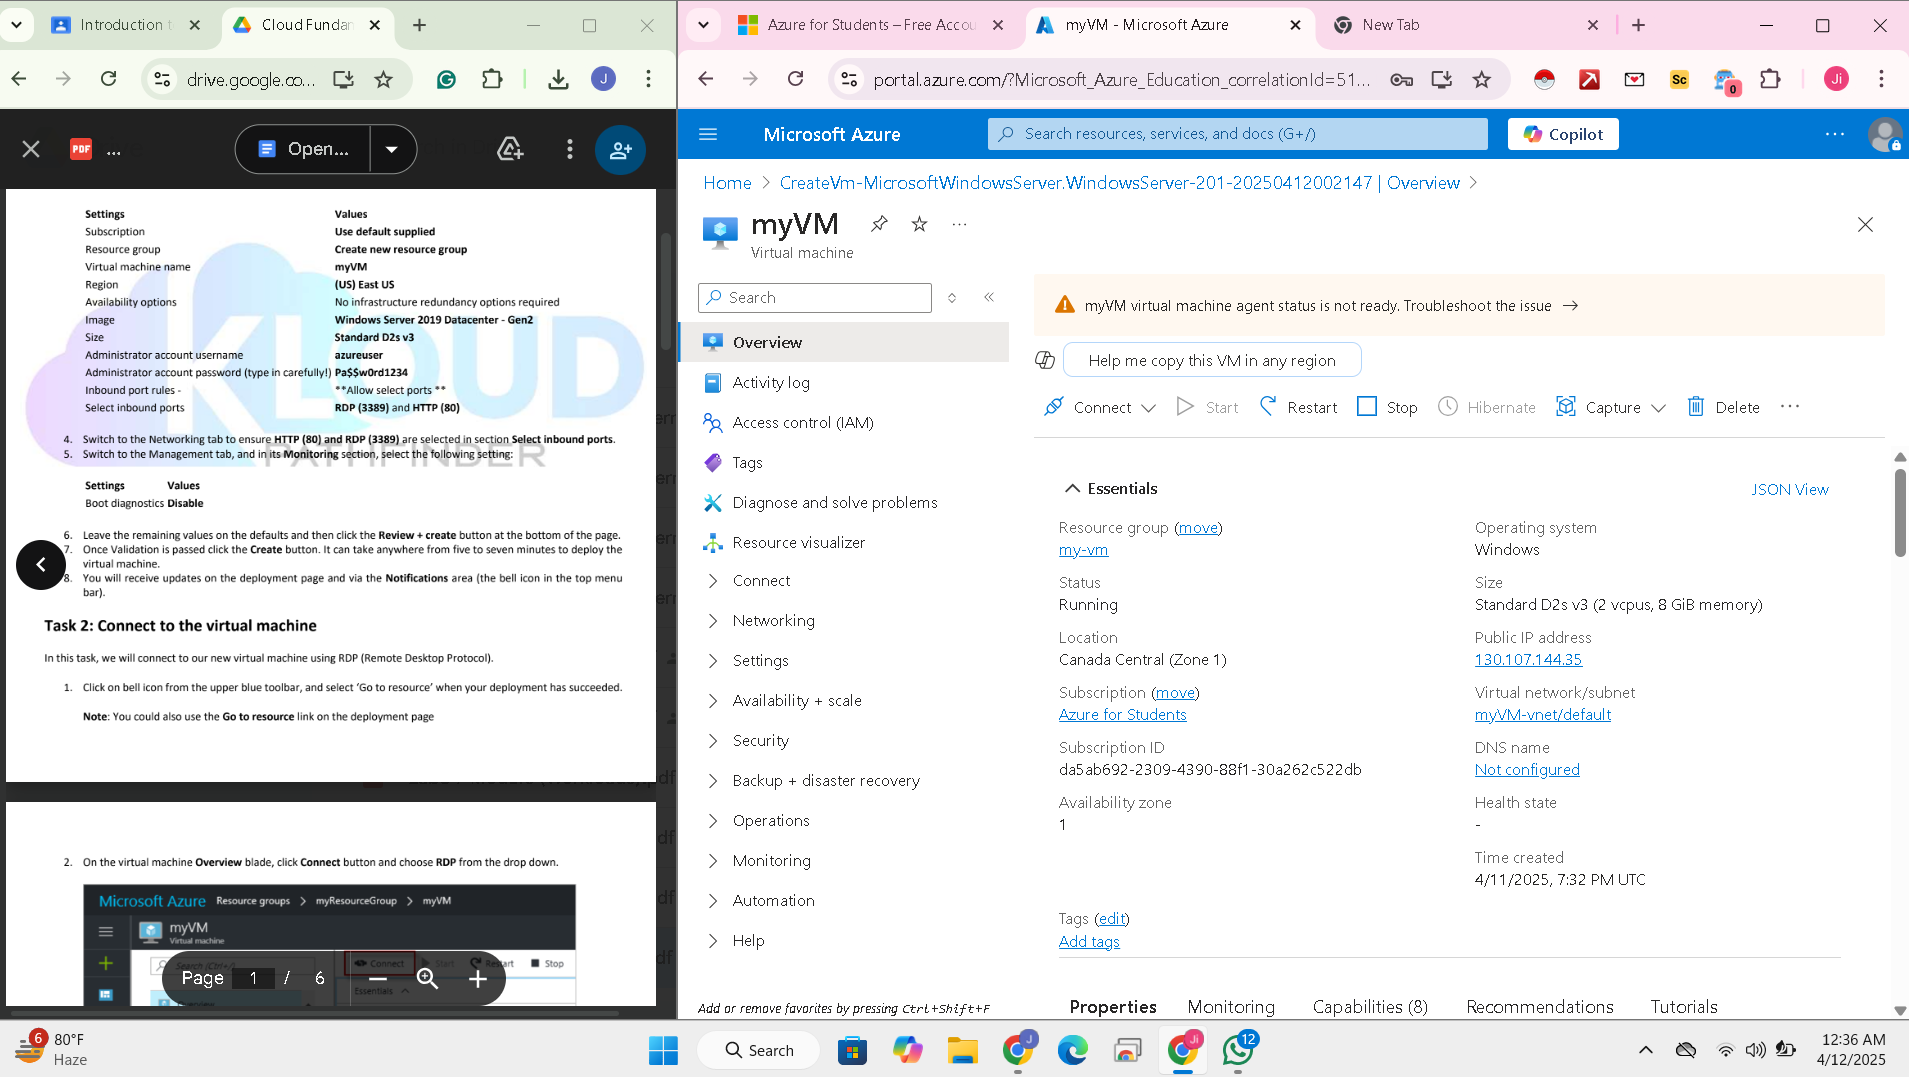 Introduction t
Cloud Fundan
drive.google.co...
PDF
...
Open...
Settings Values
Subscription Use default supplied
Resource group Create new resource group
Virtual machine name myVM
Region (US) East US
Availability options No infrastructure redundancy options required
Image Windows Server 2019 Datacenter - Gen2
Size Standard D2s v3
Administrator account username azureuser
Administrator account password (type in carefully!) Pa$$w0rd1234
Inbound port rules - **Allow select ports **
Select inbound ports RDP (3389) and HTTP (80)
KLOUD
PATHFINDER
4. Switch to the Networking tab to ensure HTTP (80) and RDP (3389) are selected in section Select inbound ports.
5. Switch to the Management tab, and in its Monitoring section, select the following setting:
Settings Values
Boot diagnostics Disable
6. Leave the remaining values on the defaults and then click the Review + create button at the bottom of the page.
7. Once Validation is passed click the Create button. It can take anywhere from five to seven minutes to deploy the
virtual machine.
8. You will receive updates on the deployment page and via the Notifications area (the bell icon in the top menu
bar).
Task 2: Connect to the virtual machine
In this task, we will connect to our new virtual machine using RDP (Remote Desktop Protocol).
1. Click on bell icon from the upper blue toolbar, and select ‘Go to resource’ when your deployment has succeeded.
Note: You could also use the Go to resource link on the deployment page
2. On the virtual machine Overview blade, click Connect button and choose RDP from the drop down.
Microsoft Azure Resource groups > myResourceGroup > myVM
myVM
Virtual machine
Search (Ctrl+/)
Connect Start Restart Stop
Overview
Essentials
Page 1 / 6
Azure for Students – Free Accou
myVM - Microsoft Azure
New Tab
portal.azure.com/?Microsoft_Azure_Education_correlationId=51...
Sc
0
Ji
J
Microsoft Azure
Search resources, services, and docs (G+/)
Copilot
...
Home > CreateVm-MicrosoftWindowsServer.WindowsServer-201-20250412002147 | Overview >
myVM
...
Virtual machine
Search
Overview
Activity log
Access control (IAM)
Tags
Diagnose and solve problems
Resource visualizer
Connect
Networking
Settings
Availability + scale
Security
Backup + disaster recovery
Operations
Monitoring
Automation
Help
Add or remove favorites by pressing Ctrl+Shift+F
myVM virtual machine agent status is not ready. Troubleshoot the issue →
Help me copy this VM in any region
Connect Start Restart Stop Hibernate Capture Delete ...
Essentials
JSON View
Resource group (move)
my-vm
Status
Running
Location
Canada Central (Zone 1)
Subscription (move)
Azure for Students
Subscription ID
da5ab692-2309-4390-88f1-30a262c522db
Availability zone
1
Operating system
Windows
Size
Standard D2s v3 (2 vcpus, 8 GiB memory)
Public IP address
130.107.144.35
Virtual network/subnet
myVM-vnet/default
DNS name
Not configured
Health state
-
Time created
4/11/2025, 7:32 PM UTC
Tags (edit)
Add tags
Properties Monitoring Capabilities (8) Recommendations Tutorials
6
80°F
Haze
Search
J
Ji
12
12:36 AM
4/12/2025